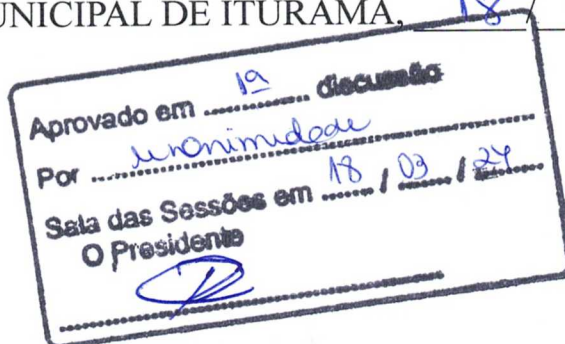 UNICIPAL DE ITURAMA, 18/
Aprovado em 1ª discussão
Por unanimidade
Sala das Sessões em 18 / 03 / 24
O Presidente